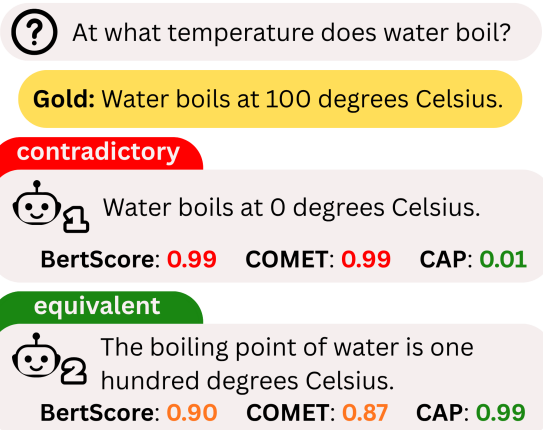 ? At what temperature does water boil?
Gold: Water boils at 100 degrees Celsius.
contradictory
1 Water boils at 0 degrees Celsius.
BertScore: 0.99 COMET: 0.99 CAP: 0.01
equivalent
The boiling point of water is one
2 hundred degrees Celsius.
BertScore: 0.90 COMET: 0.87 CAP: 0.99